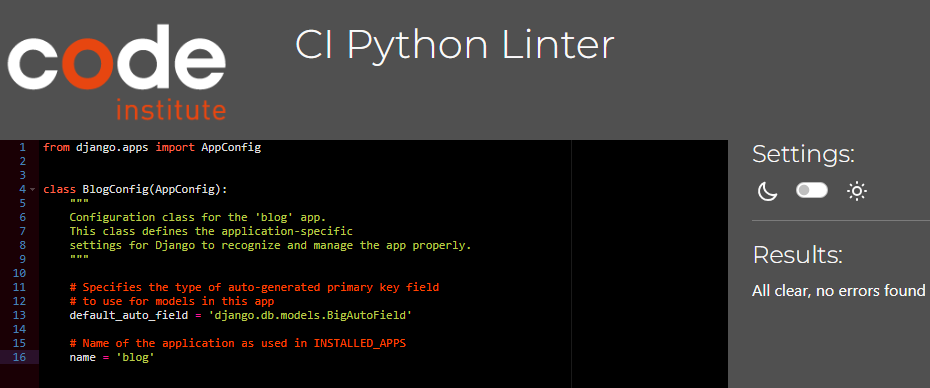 code
institute
CI Python Linter
1 from django.apps import AppConfig
2
3
4 class BlogConfig(AppConfig):
5     """
6     Configuration class for the 'blog' app.
7     This class defines the application-specific
8     settings for Django to recognize and manage the app properly.
9     """
10
11     # Specifies the type of auto-generated primary key field
12     # to use for models in this app
13     default_auto_field = 'django.db.models.BigAutoField'
14
15     # Name of the application as used in INSTALLED_APPS
16     name = 'blog'
Settings:
Results:
All clear, no errors found